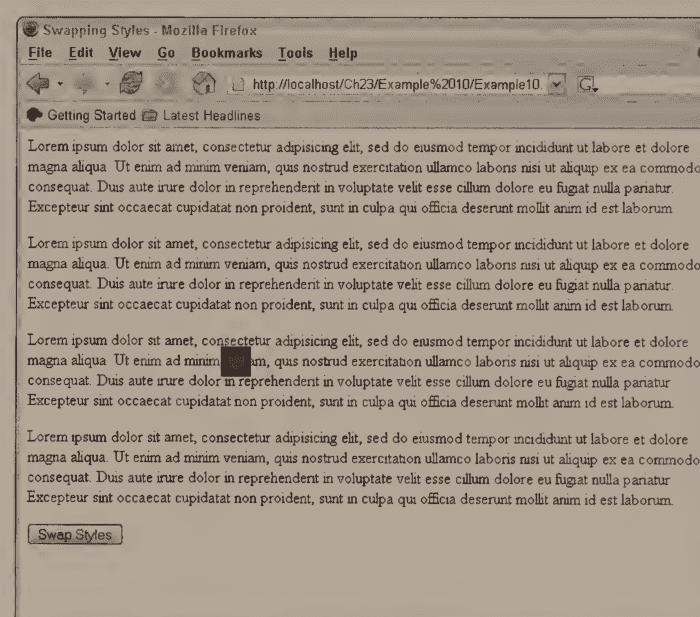 Swapping Styles - Mozilla Firefox
File Edit View Go Bookmarks Tools Help
http://localhost/Ch23/Example%2010/Example10.
G
Getting Started Latest Headlines
Lorem ipsum dolor sit amet, consectetur adipisicing elit, sed do eiusmod tempor incididunt ut labore et dolore
magna aliqua. Ut enim ad minim veniam, quis nostrud exercitation ullamco laboris nisi ut aliquip ex ea commodo
consequat. Duis aute irure dolor in reprehenderit in voluptate velit esse cillum dolore eu fugiat nulla pariatur.
Excepteur sint occaecat cupidatat non proident, sunt in culpa qui officia deserunt mollit anim id est laborum
Lorem ipsum dolor sit amet, consectetur adipisicing elit, sed do eiusmod tempor incididunt ut labore et dolore
magna aliqua. Ut enim ad minim veniam, quis nostrud exercitation ullamco laboris nisi ut aliquip ex ea commodo
consequat. Duis aute irure dolor in reprehenderit in voluptate velit esse cillum dolore eu fugiat nulla pariatur.
Excepteur sint occaecat cupidatat non proident, sunt in culpa qui officia deserunt mollit anim id est laborum.
Lorem ipsum dolor sit amet, consectetur adipisicing elit, sed do eiusmod tempor incididunt ut labore et dolore
magna aliqua. Ut enim ad minim am, quis nostrud exercitation ullamco laboris nisi ut aliquip ex ea commodo
consequat. Duis aute irure dolor in reprehenderit in voluptate velit esse cillum dolore eu fugiat nulla pariatur
Excepteur sint occaecat cupidatat non proident, sunt in culpa qui officia deserunt mollit anim id est laborum.
Lorem ipsum dolor sit amet, consectetur adipisicing elit, sed do eiusmod tempor incididunt ut labore et dolore
magna aliqua. Ut enim ad minim veniam, quis nostrud exercitation ullamco laboris nisi ut aliquip ex ea commodo
consequat. Duis aute irure dolor in reprehenderit in voluptate velit esse cillum dolore eu fugiat nulla pariatur.
Excepteur sint occaecat cupidatat non proident, sunt in culpa qui officia deserunt mollit anim id est laborum.
Swap Styles